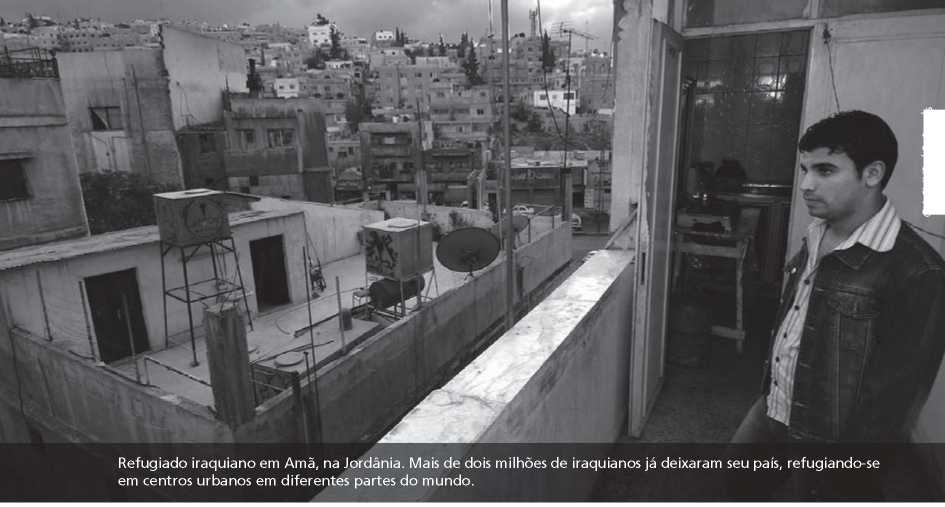 Refugiado iraquiano em Amã, na Jordânia. Mais de dois milhões de iraquianos já deixaram seu país, refugiando-se
em centros urbanos em diferentes partes do mundo.